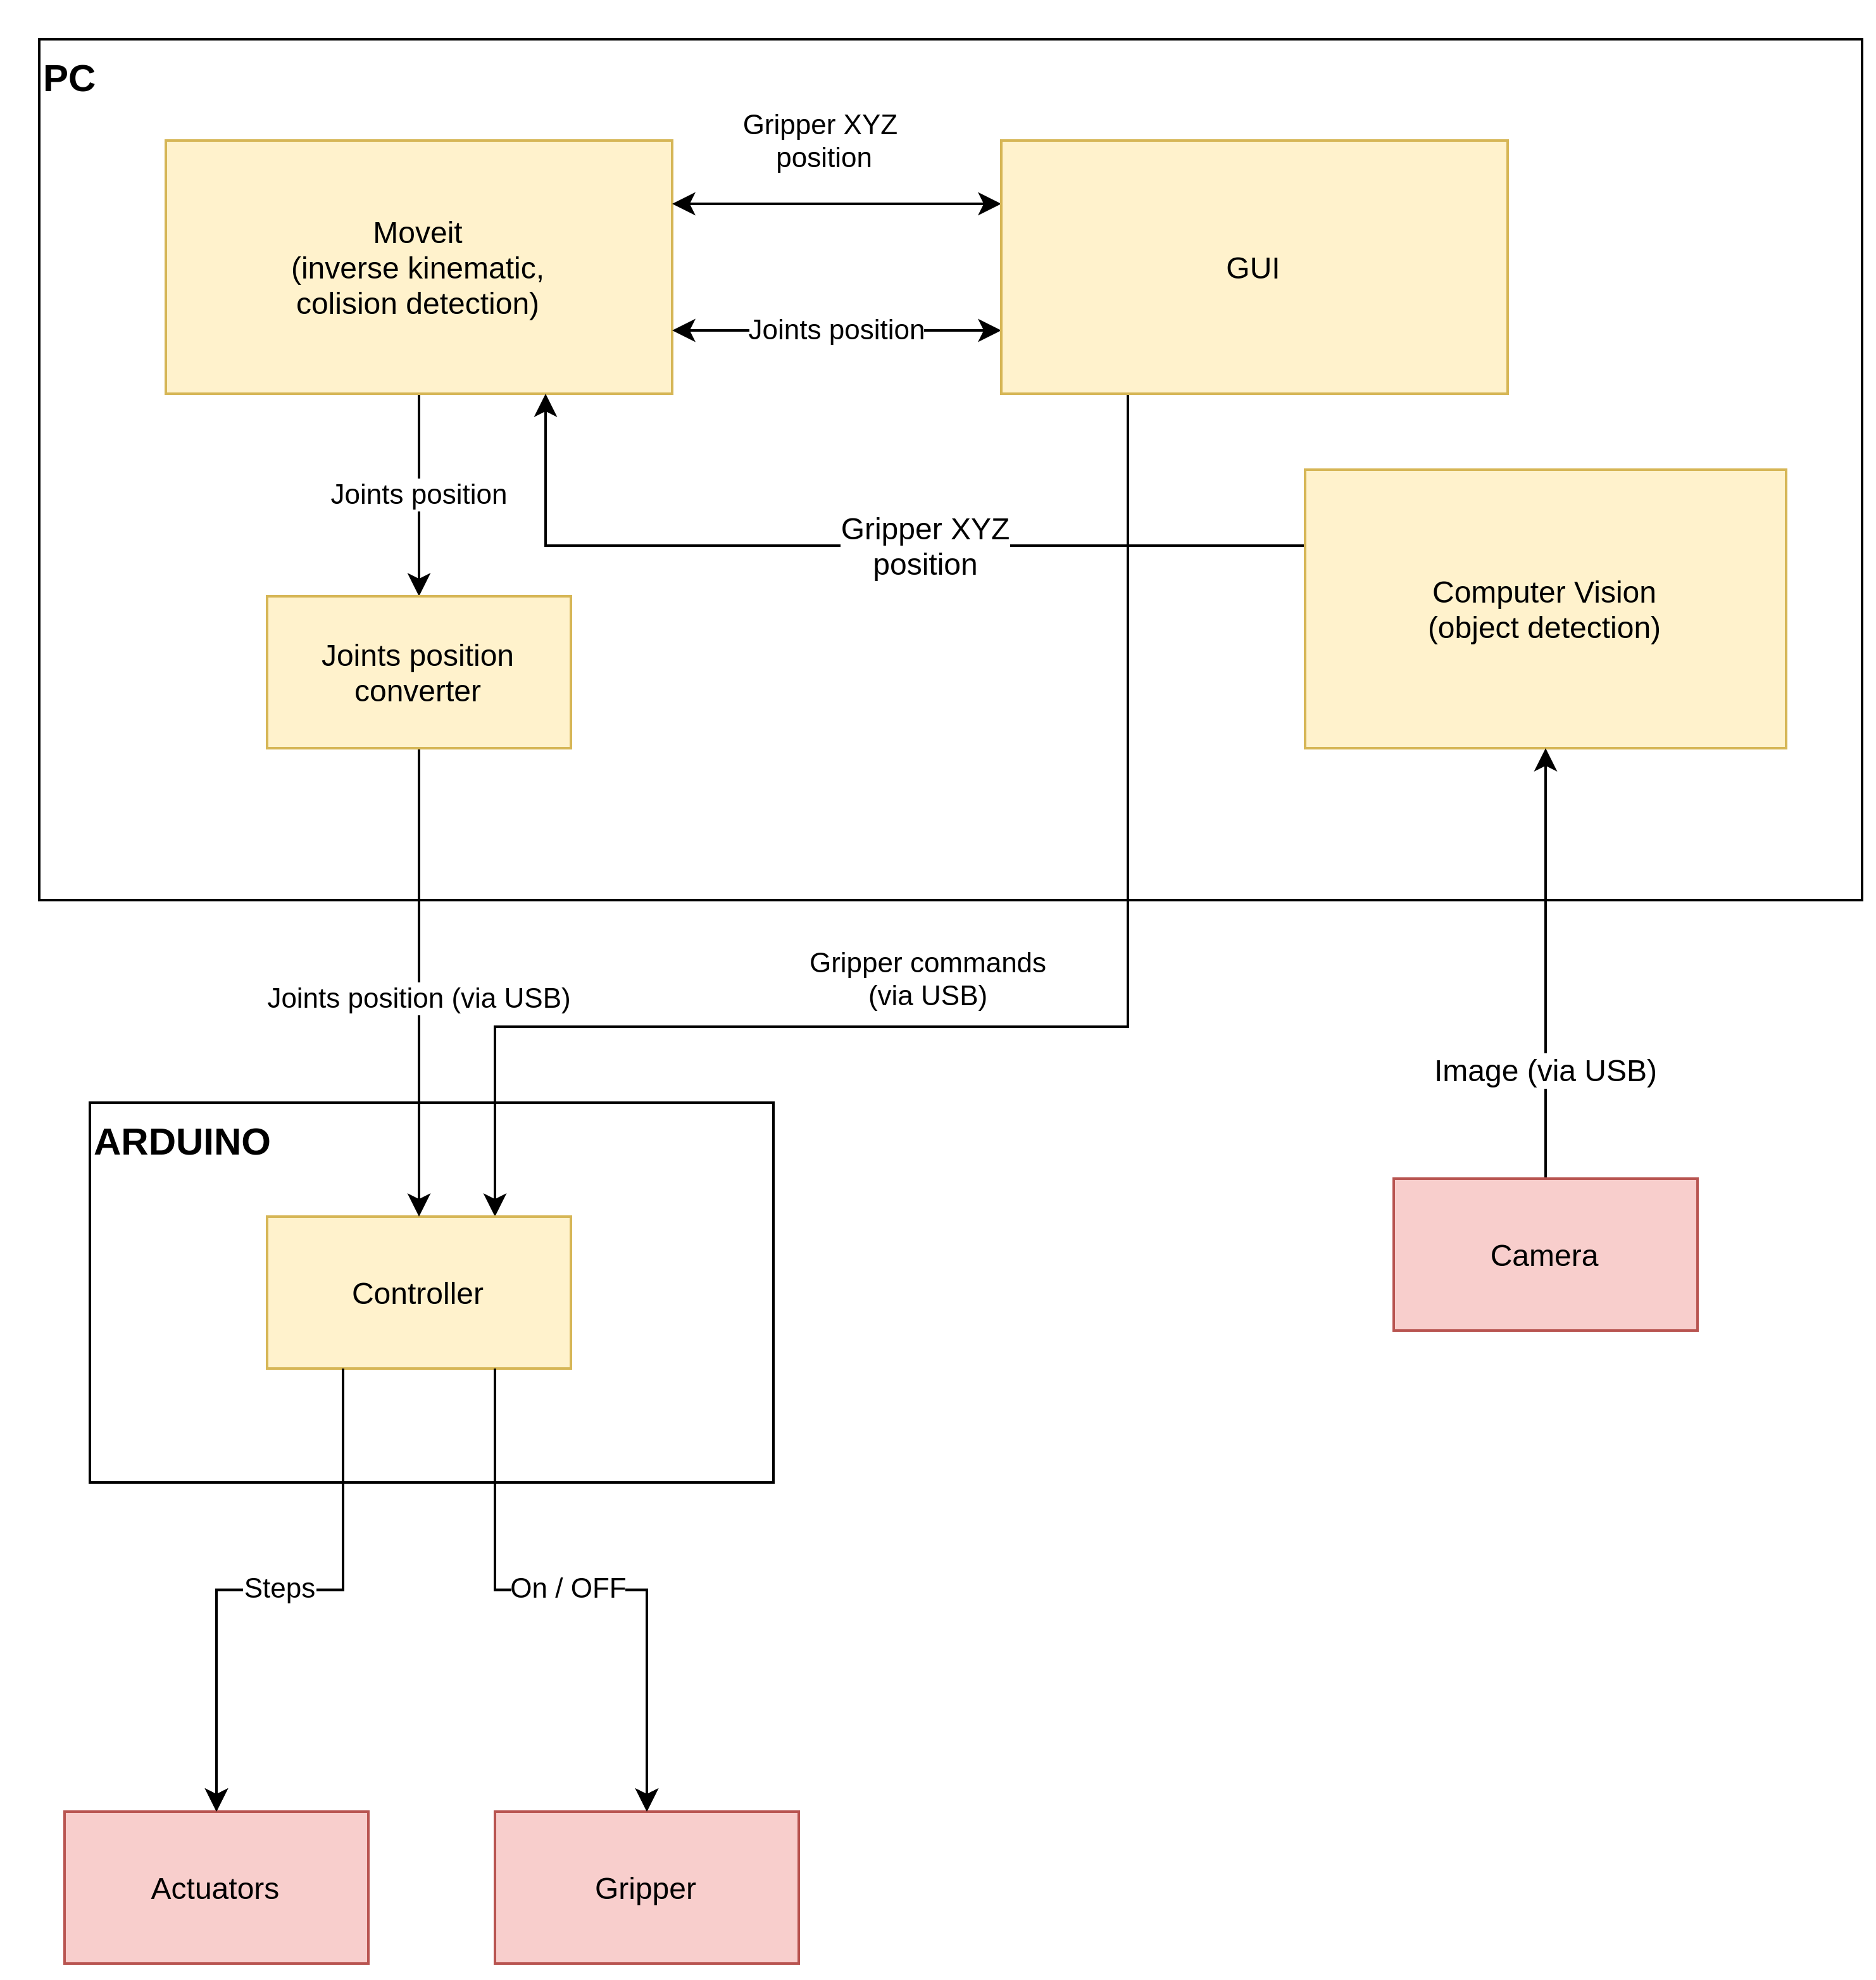 PC
Gripper XYZ
position
Moveit
(inverse kinematic,
colision detection)
GUI
Joints position
Joints position
Gripper XYZ
position
Computer Vision
(object detection)
Joints position
converter
Gripper commands
(via USB)
Joints position (via USB)
Image (via USB)
ARDUINO
Camera
Controller
Steps
On / OFF
Actuators
Gripper